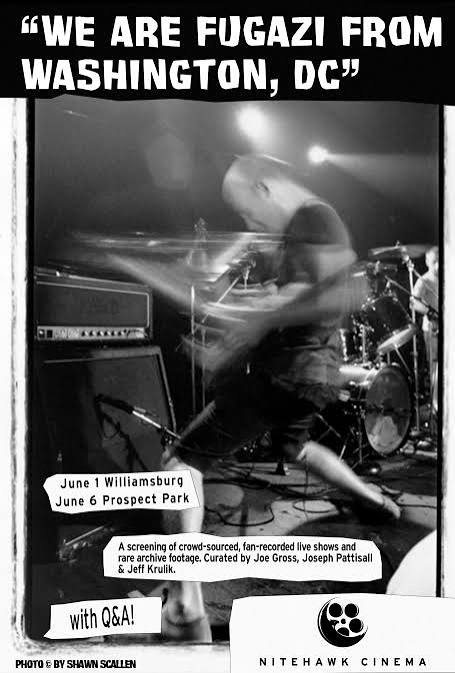 “WE ARE FUGAZI FROM
WASHINGTON, DC”
June 1 Williamsburg
June 6 Prospect Park
A screening of crowd-sourced, fan-recorded live shows and
rare archive footage. Curated by Joe Gross, Joseph Pattisall
& Jeff Krulik.
with Q&A!
NITEHAWK CINEMA
PHOTO © BY SHAWN SCALLEN